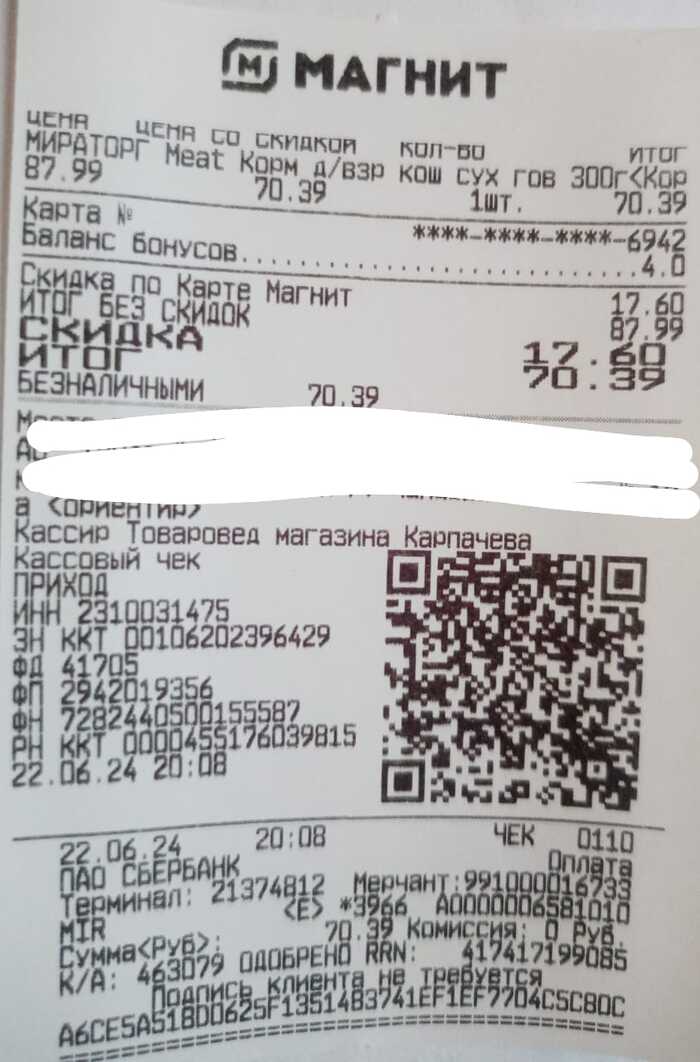 М МАГНИТ
ЦЕНА ЦЕНА СО СКИДКОЙ КОЛ-ВО ИТОГ
МИРАТОРГ Meat Корм д/взр кош сух гов 300г<Кор
87.99 70.39 1шт. 70.39
Карта № ****-****-****-6942
Баланс бонусов................................4.0
Скидка по Карте Магнит 17.60
ИТОГ БЕЗ СКИДОК 87.99
СКИДКА 17.60
ИТОГ 70.39
БЕЗНАЛИЧНЫМИ 70.39
а <ориентир>
Кассир Товаровед магазина Карпачева
Кассовый чек
ПРИХОД
ИНН 2310031475
ЗН ККТ 00106202396429
ФД 41705
ФП 2942019356
ФН 7282440500155587
РН ККТ 0000455176039815
22.06.24 20:08
22.06.24 20:08 ЧЕК 0110
ПАО СБЕРБАНК Оплата
Терминал: 21374812 Мерчант:991000016733
<E> *3966 A0000006581010
MIR
Сумма<Руб>: 70.39 Комиссия: 0 Руб.
К/А: 463079 ОДОБРЕНО RRN: 417417199085
Подпись клиента не требуется
A6CE5A51BD0625F1351483741EF1EF7704C5C80C